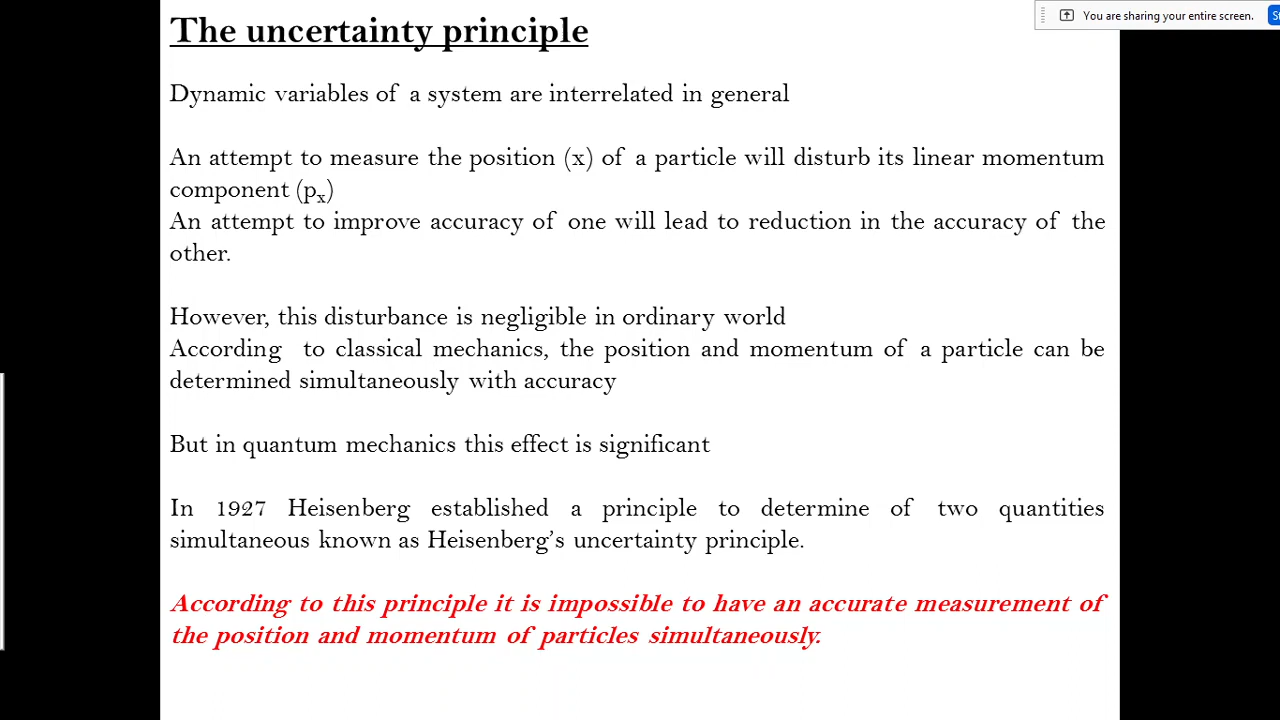 The uncertainty principle
You are sharing your entire screen.
Dynamic variables of a system are interrelated in general
An attempt to measure the position (x) of a particle will disturb its linear momentum
component (px)
An attempt to improve accuracy of one will lead to reduction in the accuracy of the
other.
However, this disturbance is negligible in ordinary world
According to classical mechanics, the position and momentum of a particle can be
determined simultaneously with accuracy
But in quantum mechanics this effect is significant
In 1927 Heisenberg established a principle to determine of two quantities
simultaneous known as Heisenberg’s uncertainty principle.
According to this principle it is impossible to have an accurate measurement of
the position and momentum of particles simultaneously.